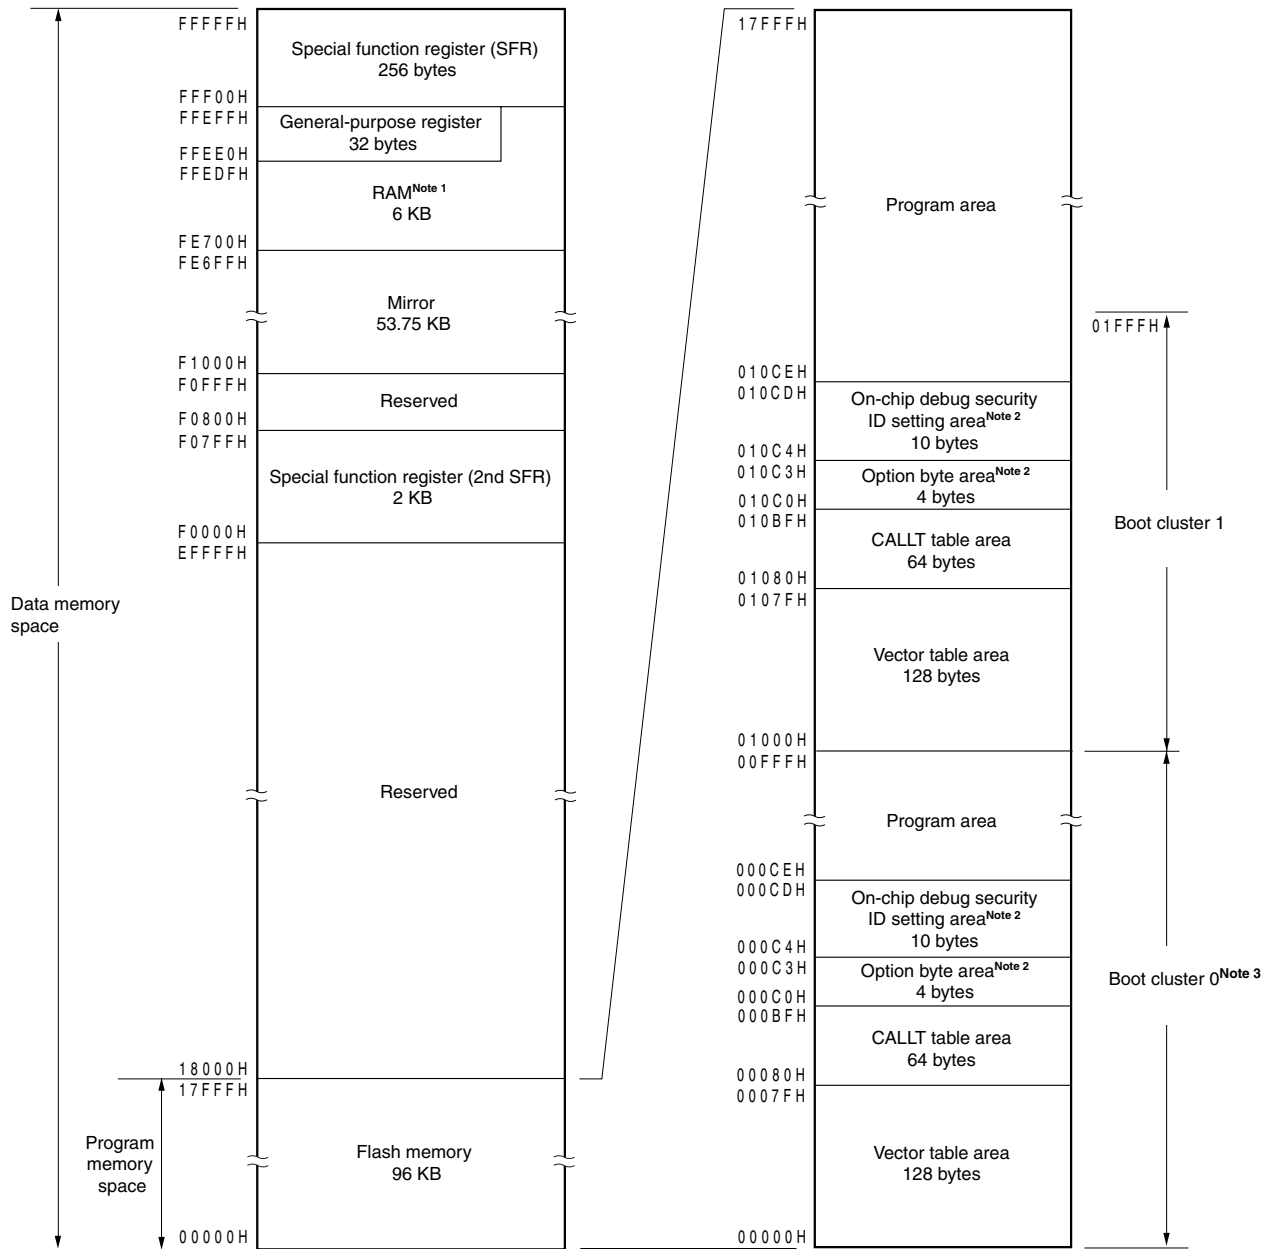 FFFFFH
Special function register (SFR)
256 bytes
FFF00H
FFEFFH
General-purpose register
32 bytes
FFEE0H
FFEDFH
RAMNote 1
6 KB
FE700H
FE6FFH
Mirror
53.75 KB
F1000H
F0FFFH
Reserved
F0800H
F07FFH
Special function register (2nd SFR)
2 KB
F0000H
EFFFFH
Data memory
space
Reserved
18000H
17FFFH
Program
memory
space
Flash memory
96 KB
00000H
17FFFH
Program area
01FFFH
010CEH
010CDH
On-chip debug security
ID setting areaNote 2
10 bytes
010C4H
010C3H
Option byte areaNote 2
4 bytes
010C0H
010BFH
CALLT table area
64 bytes
Boot cluster 1
01080H
0107FH
Vector table area
128 bytes
01000H
00FFFH
Program area
000CEH
000CDH
On-chip debug security
ID setting areaNote 2
10 bytes
000C4H
000C3H
Option byte areaNote 2
4 bytes
Boot cluster 0Note 3
000C0H
000BFH
CALLT table area
64 bytes
00080H
0007FH
Vector table area
128 bytes
00000H